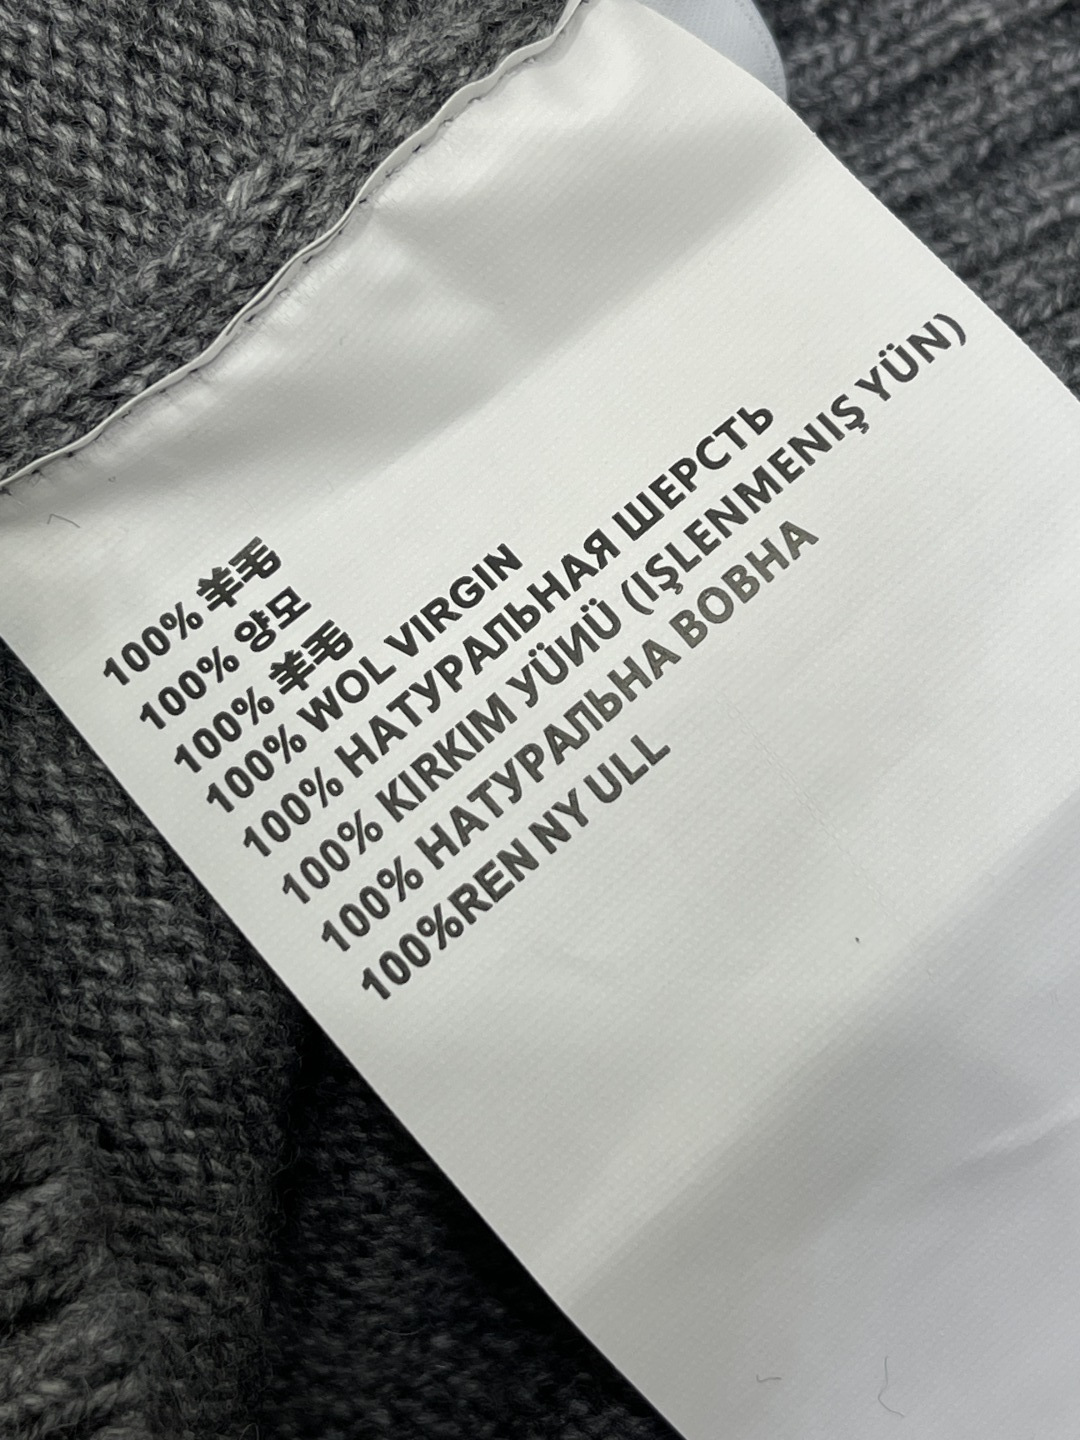 100% 羊毛
100% 양모
100% 羊毛
100% WOL VIRGIN
100% НАТУРАЛЬНАЯ ШЕРСТЬ
100% KIRKIM УÜИÜ (IŞLENMENIŞ YÜN)
100% НАТУРАЛЬНА ВОВНА
100%REN NY ULL